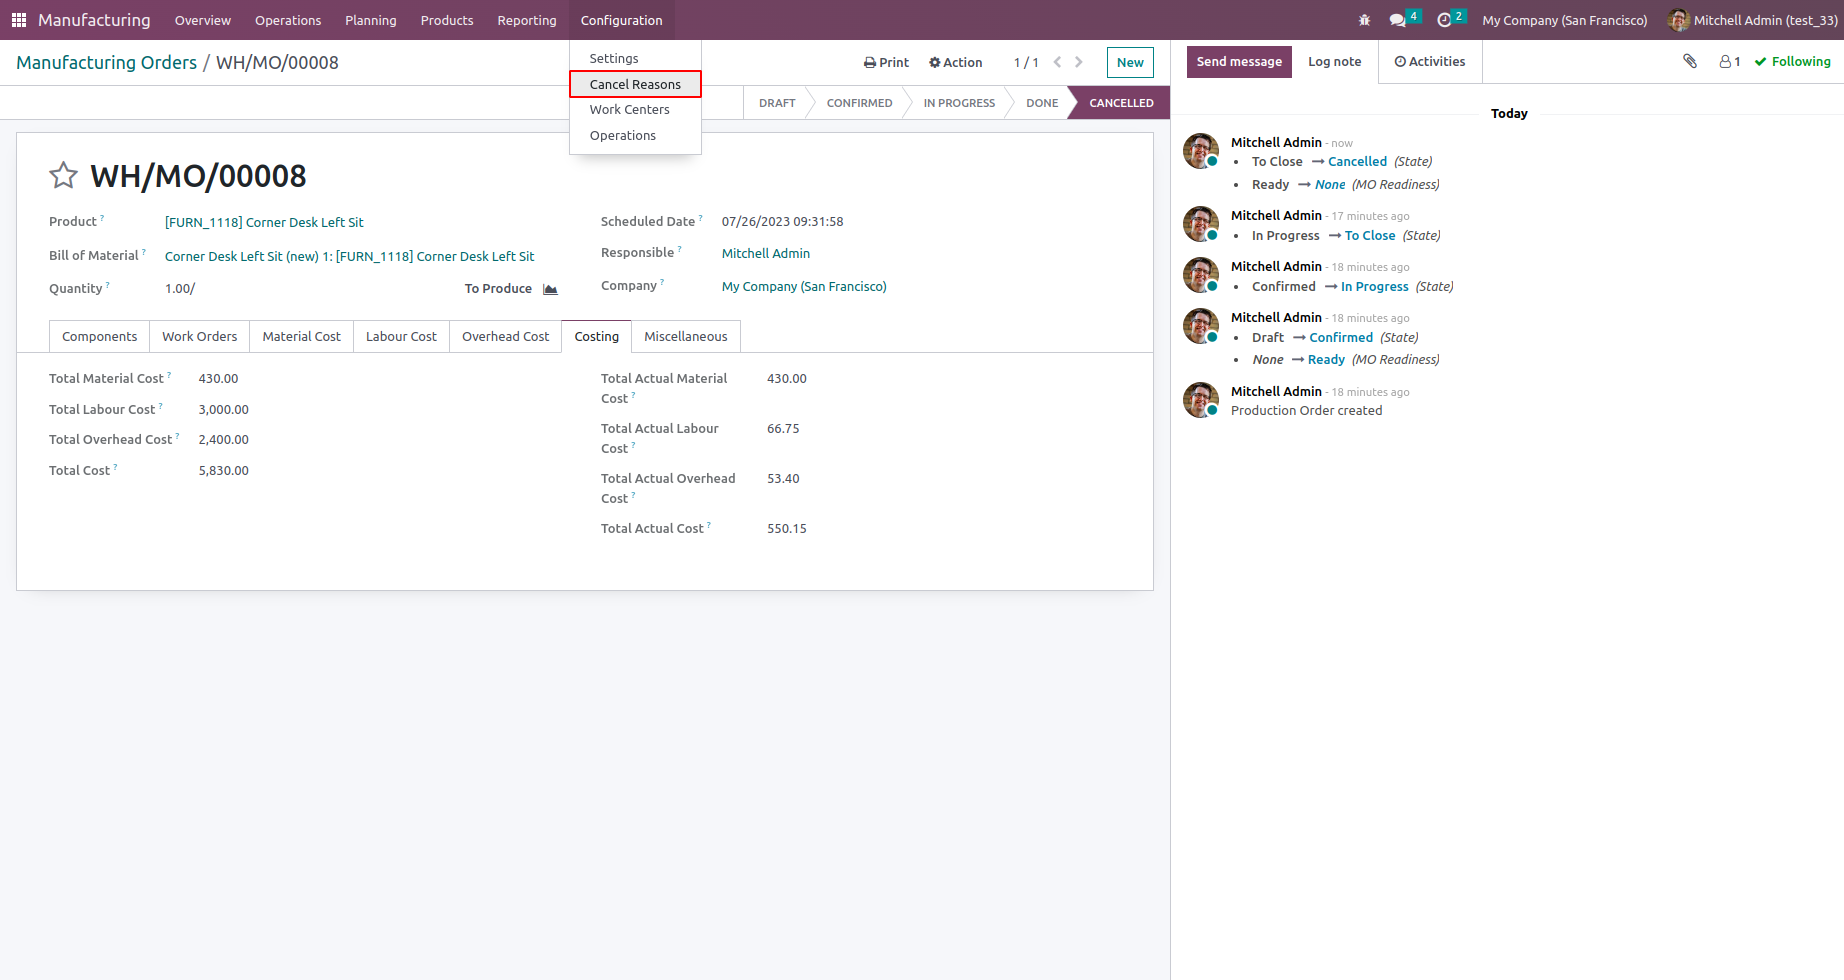 Manufacturing Overview Operations Planning Products Reporting Configuration 4 2 My Company (San Francisco) Mitchell Admin (test_33)
Manufacturing Orders / WH/MO/00008
Print Action 1 / 1 New
Settings
Cancel Reasons
Work Centers
Operations
DRAFT CONFIRMED IN PROGRESS DONE CANCELLED
WH/MO/00008
Product ? [FURN_1118] Corner Desk Left Sit
Bill of Material ? Corner Desk Left Sit (new) 1: [FURN_1118] Corner Desk Left Sit
Quantity ? 1.00/ To Produce
Scheduled Date ? 07/26/2023 09:31:58
Responsible ? Mitchell Admin
Company ? My Company (San Francisco)
Components Work Orders Material Cost Labour Cost Overhead Cost Costing Miscellaneous
Total Material Cost ? 430.00
Total Labour Cost ? 3,000.00
Total Overhead Cost ? 2,400.00
Total Cost ? 5,830.00
Total Actual Material 430.00
Cost ?
Total Actual Labour 66.75
Cost ?
Total Actual Overhead 53.40
Cost ?
Total Actual Cost ? 550.15
Send message Log note Activities 1 Following
Today
Mitchell Admin - now
• To Close → Cancelled (State)
• Ready → None (MO Readiness)
Mitchell Admin - 17 minutes ago
• In Progress → To Close (State)
Mitchell Admin - 18 minutes ago
• Confirmed → In Progress (State)
Mitchell Admin - 18 minutes ago
• Draft → Confirmed (State)
• None → Ready (MO Readiness)
Mitchell Admin - 18 minutes ago
Production Order created